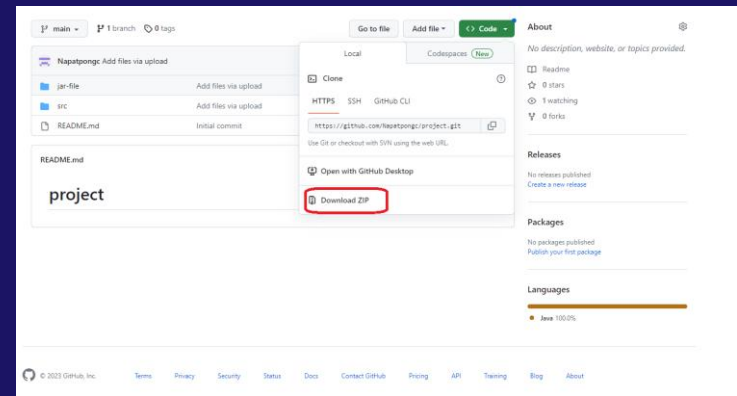 main
1 branch
0 tags
Go to file
Add file
<> Code
Napatpongc Add files via upload
jar-file
Add files via upload
src
Add files via upload
README.md
Initial commit
README.md
project
Local
Codespaces
New
Clone
HTTPS
SSH
GitHub CLI
https://github.com/Napatpongc/project.git
Use Git or checkout with SVN using the web URL.
Open with GitHub Desktop
Download ZIP
About
No description, website, or topics provided.
Readme
0 stars
1 watching
0 forks
Releases
No releases published
Create a new release
Packages
No packages published
Publish your first package
Languages
Java 100.0%
© 2023 GitHub, Inc.
Terms
Privacy
Security
Status
Docs
Contact GitHub
Pricing
API
Training
Blog
About